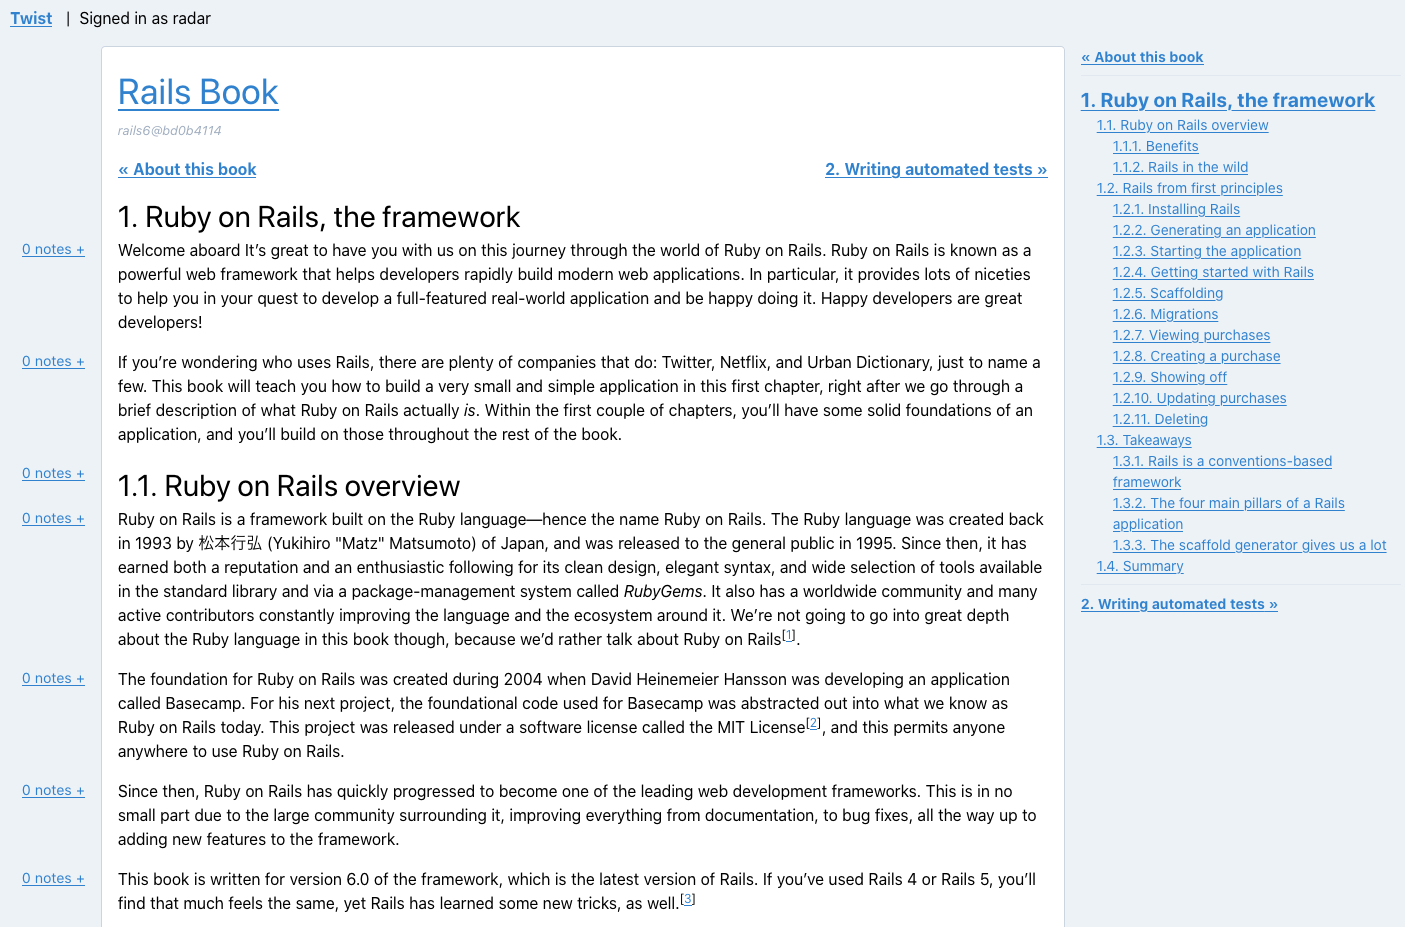 Twist | Signed in as radar
Rails Book
rails6@bd0b4114
« About this book
2. Writing automated tests »
1. Ruby on Rails, the framework
0 notes +
Welcome aboard It’s great to have you with us on this journey through the world of Ruby on Rails. Ruby on Rails is known as a
powerful web framework that helps developers rapidly build modern web applications. In particular, it provides lots of niceties
to help you in your quest to develop a full-featured real-world application and be happy doing it. Happy developers are great
developers!
0 notes +
If you’re wondering who uses Rails, there are plenty of companies that do: Twitter, Netflix, and Urban Dictionary, just to name a
few. This book will teach you how to build a very small and simple application in this first chapter, right after we go through a
brief description of what Ruby on Rails actually is. Within the first couple of chapters, you’ll have some solid foundations of an
application, and you’ll build on those throughout the rest of the book.
0 notes +
1.1. Ruby on Rails overview
0 notes +
Ruby on Rails is a framework built on the Ruby language—hence the name Ruby on Rails. The Ruby language was created back
in 1993 by 松本行弘 (Yukihiro "Matz" Matsumoto) of Japan, and was released to the general public in 1995. Since then, it has
earned both a reputation and an enthusiastic following for its clean design, elegant syntax, and wide selection of tools available
in the standard library and via a package-management system called RubyGems. It also has a worldwide community and many
active contributors constantly improving the language and the ecosystem around it. We’re not going to go into great depth
about the Ruby language in this book though, because we’d rather talk about Ruby on Rails[1].
0 notes +
The foundation for Ruby on Rails was created during 2004 when David Heinemeier Hansson was developing an application
called Basecamp. For his next project, the foundational code used for Basecamp was abstracted out into what we know as
Ruby on Rails today. This project was released under a software license called the MIT License[2], and this permits anyone
anywhere to use Ruby on Rails.
0 notes +
Since then, Ruby on Rails has quickly progressed to become one of the leading web development frameworks. This is in no
small part due to the large community surrounding it, improving everything from documentation, to bug fixes, all the way up to
adding new features to the framework.
0 notes +
This book is written for version 6.0 of the framework, which is the latest version of Rails. If you’ve used Rails 4 or Rails 5, you’ll
find that much feels the same, yet Rails has learned some new tricks, as well.[3]
« About this book
1. Ruby on Rails, the framework
1.1. Ruby on Rails overview
1.1.1. Benefits
1.1.2. Rails in the wild
1.2. Rails from first principles
1.2.1. Installing Rails
1.2.2. Generating an application
1.2.3. Starting the application
1.2.4. Getting started with Rails
1.2.5. Scaffolding
1.2.6. Migrations
1.2.7. Viewing purchases
1.2.8. Creating a purchase
1.2.9. Showing off
1.2.10. Updating purchases
1.2.11. Deleting
1.3. Takeaways
1.3.1. Rails is a conventions-based
framework
1.3.2. The four main pillars of a Rails
application
1.3.3. The scaffold generator gives us a lot
1.4. Summary
2. Writing automated tests »